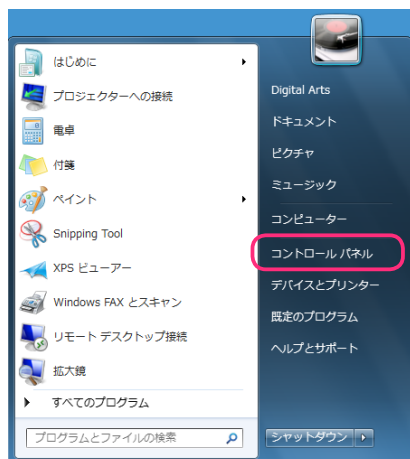 はじめに
プロジェクターへの接続
電卓
付箋
ペイント
Snipping Tool
XPS ビューアー
Windows FAX とスキャン
リモート デスクトップ接続
拡大鏡
すべてのプログラム
プログラムとファイルの検索
Digital Arts
ドキュメント
ピクチャ
ミュージック
コンピューター
コントロール パネル
デバイスとプリンター
既定のプログラム
ヘルプとサポート
シャットダウン